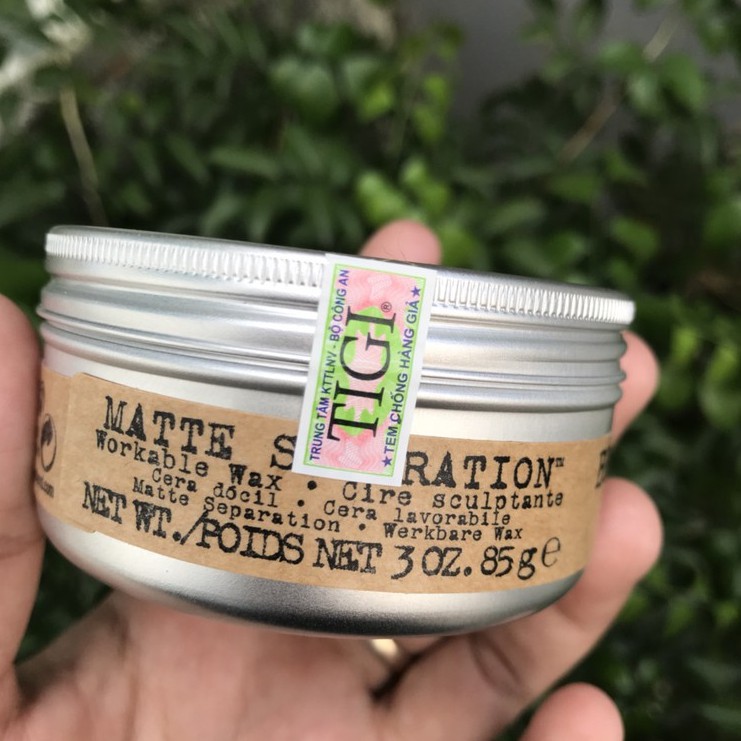 TRUNG TÂM KTTLNV - BỘ CÔNG AN
TIGI®
★TEM CHỐNG HÀNG GIẢ★
MATTE S RATION™
Workable Wax • Cire sculptante
Cera dócil • Cera lavorabile
Matte Separation • Werkbare Wax
NET WT./POIDS NET 3 OZ. 85g℮